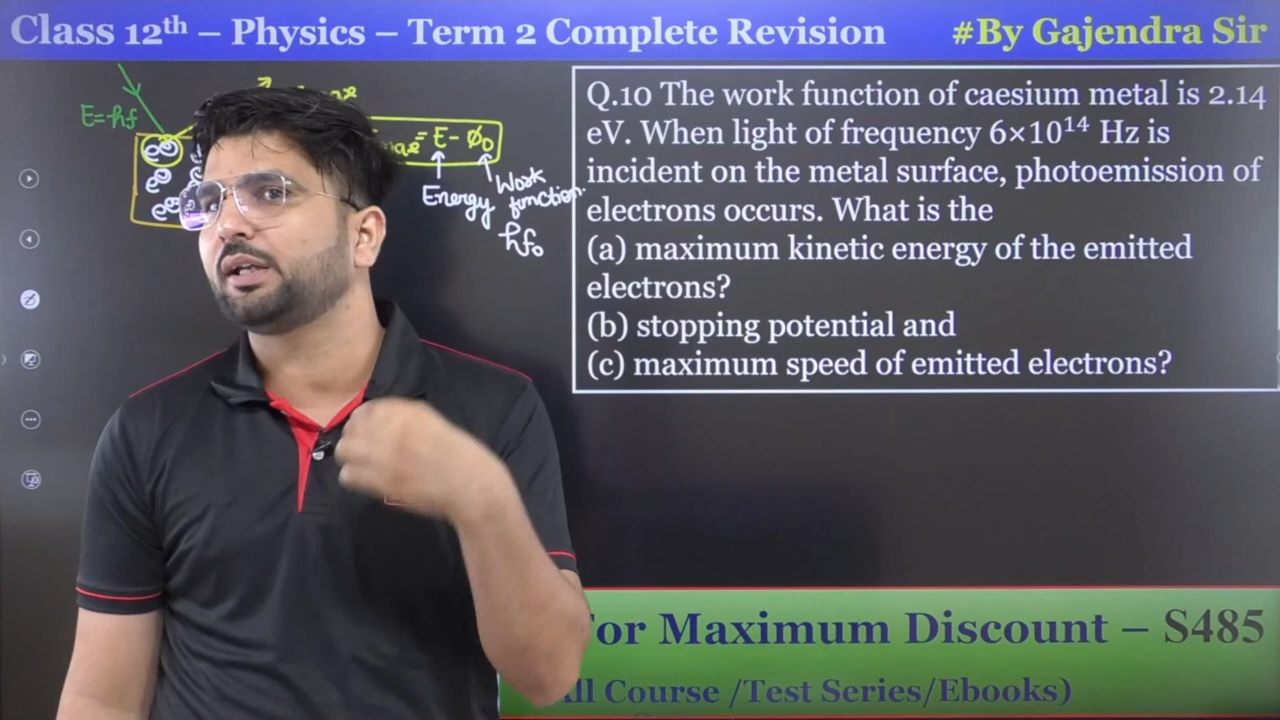 Class 12th – Physics – Term 2 Complete Revision #By Gajendra Sir
E=hf
= E - ϕ0
Energy
Work
function
hf0
Q.10 The work function of caesium metal is 2.14
eV. When light of frequency 6×10¹⁴ Hz is
incident on the metal surface, photoemission of
electrons occurs. What is the
(a) maximum kinetic energy of the emitted
electrons?
(b) stopping potential and
(c) maximum speed of emitted electrons?
For Maximum Discount – S485
All Course /Test Series/Ebooks)